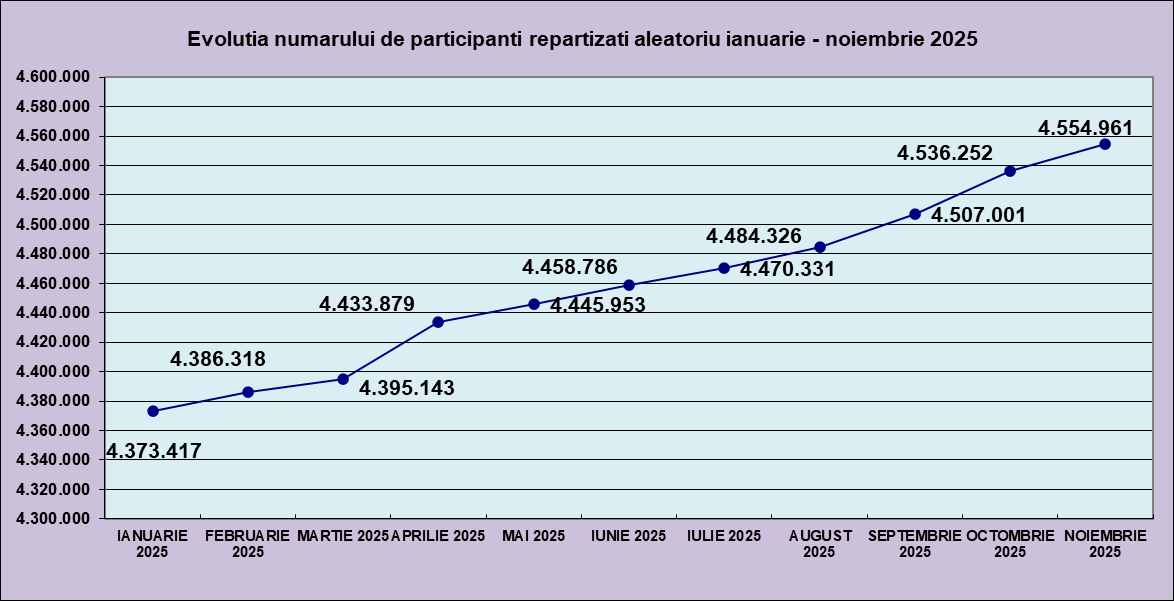 Evolutia numarului de participanti repartizati aleatoriu ianuarie - noiembrie 2025
4.600.000
4.580.000
4.560.000
4.540.000
4.520.000
4.500.000
4.480.000
4.460.000
4.440.000
4.420.000
4.400.000
4.380.000
4.360.000
4.340.000
4.320.000
4.300.000
4.373.417
4.386.318
4.395.143
4.433.879
4.445.953
4.458.786
4.470.331
4.484.326
4.507.001
4.536.252
4.554.961
IANUARIE
2025
FEBRUARIE
2025
MARTIE 2025
APRILIE 2025
MAI 2025
IUNIE 2025
IULIE 2025
AUGUST
2025
SEPTEMBRIE
2025
OCTOMBRIE
2025
NOIEMBRIE
2025